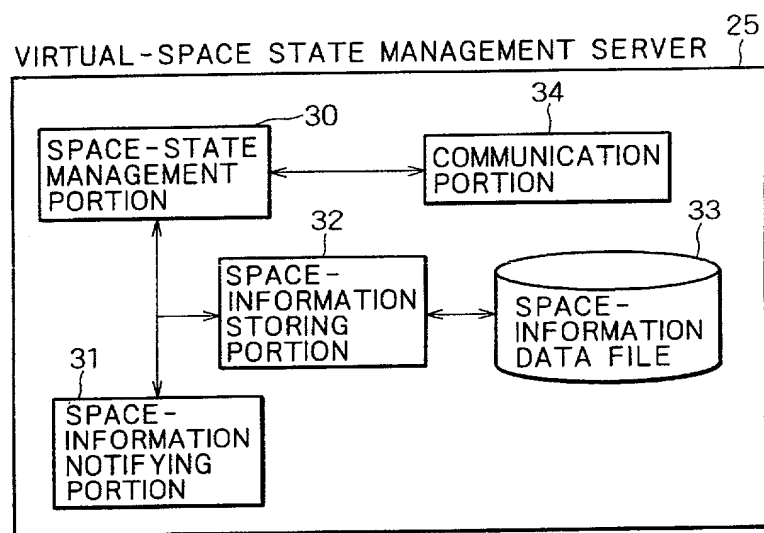 25
VIRTUAL-SPACE STATE MANAGEMENT SERVER
30
SPACE-STATE
MANAGEMENT
PORTION
34
COMMUNICATION
PORTION
32
SPACE-
INFORMATION
STORING
PORTION
33
SPACE-
INFORMATION
DATA FILE
31
SPACE-
INFORMATION
NOTIFYING
PORTION